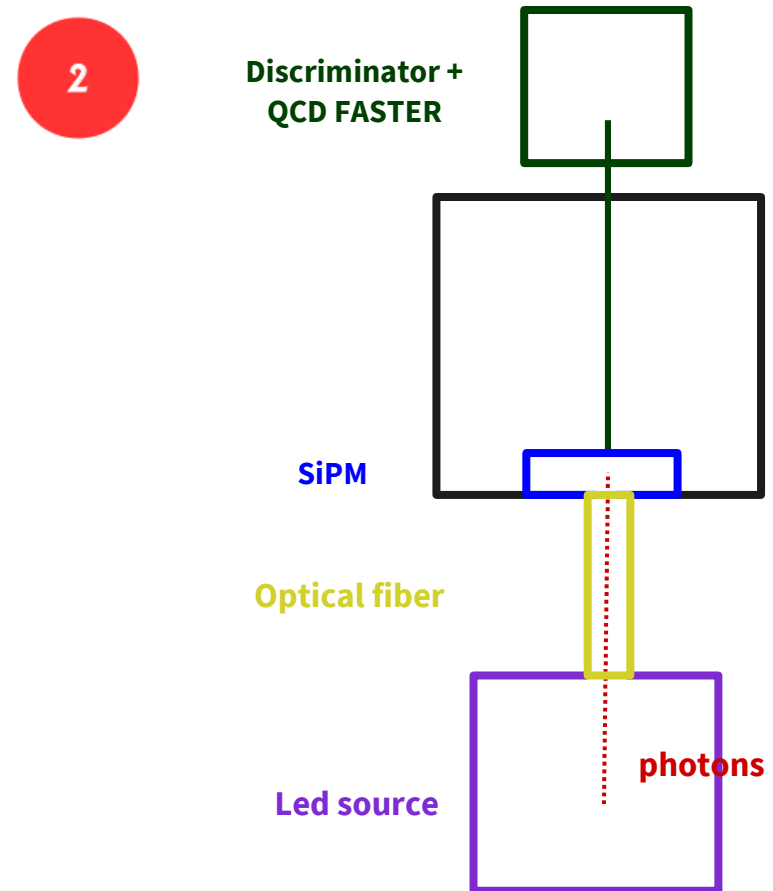 2
Discriminator +
QCD FASTER
SiPM
Optical fiber
photons
Led source